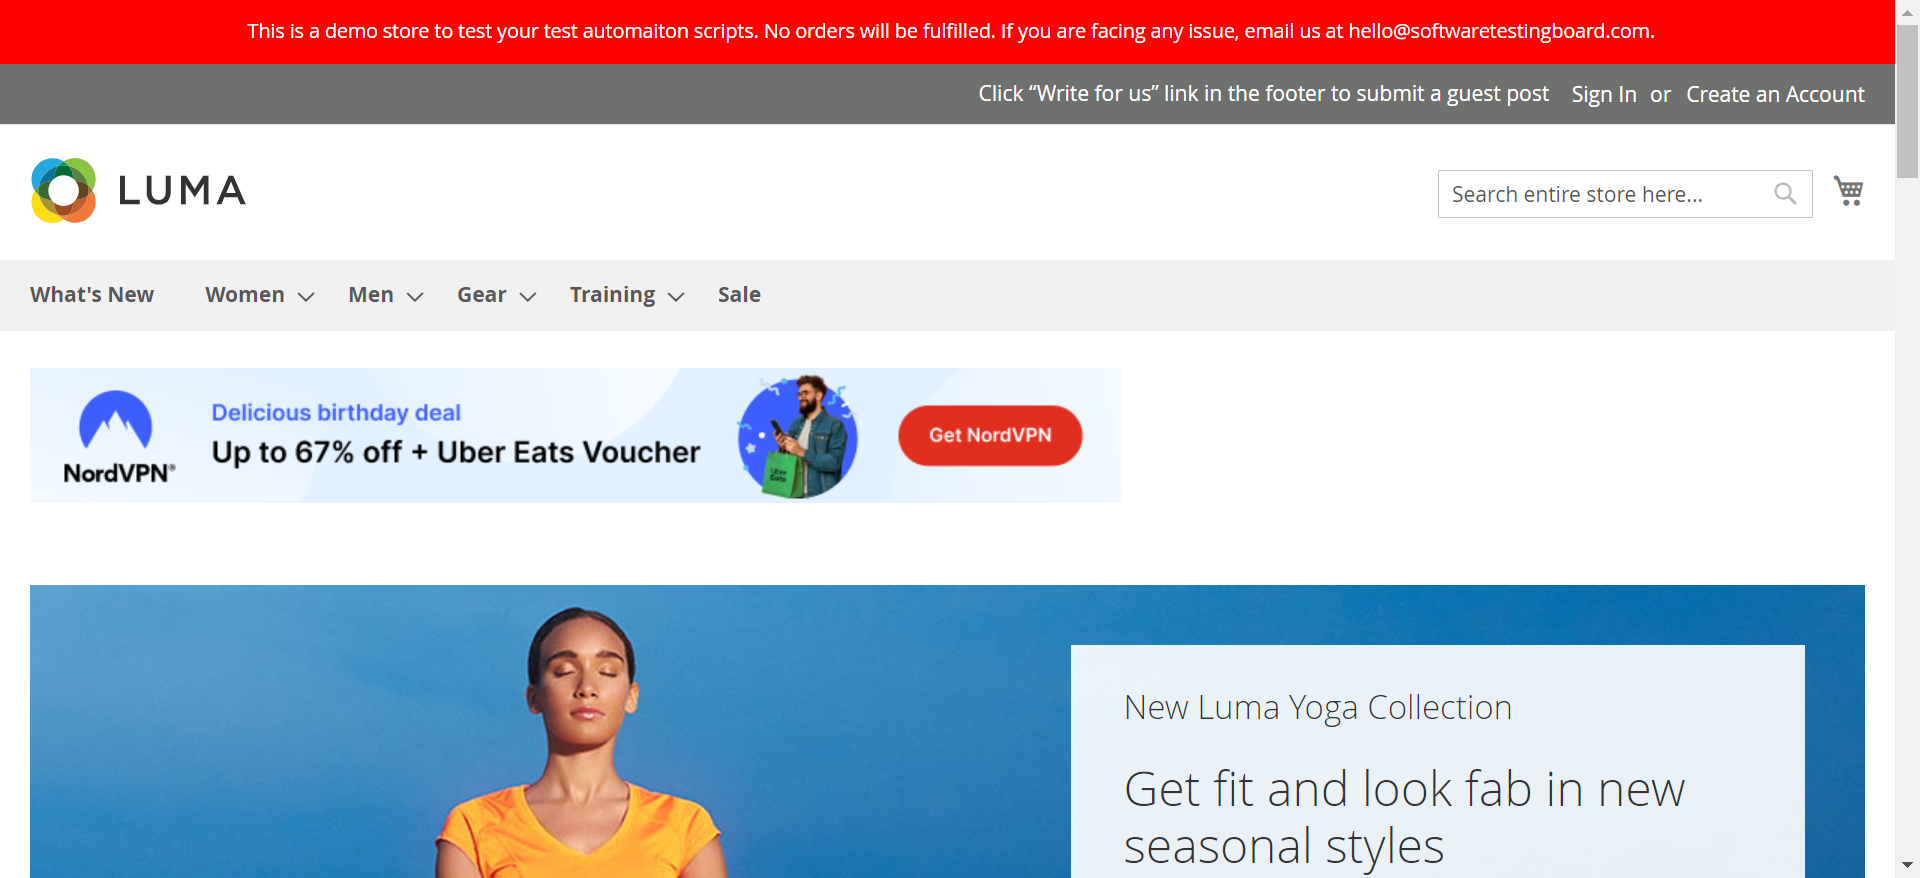 This is a demo store to test your test automaiton scripts. No orders will be fulfilled. If you are facing any issue, email us at hello@softwaretestingboard.com.
Click “Write for us” link in the footer to submit a guest post Sign In or Create an Account
LUMA
Search entire store here...
What's New Women Men Gear Training Sale
NordVPN®
Delicious birthday deal
Up to 67% off + Uber Eats Voucher
Uber
Eats
Get NordVPN
New Luma Yoga Collection
Get fit and look fab in new
seasonal styles